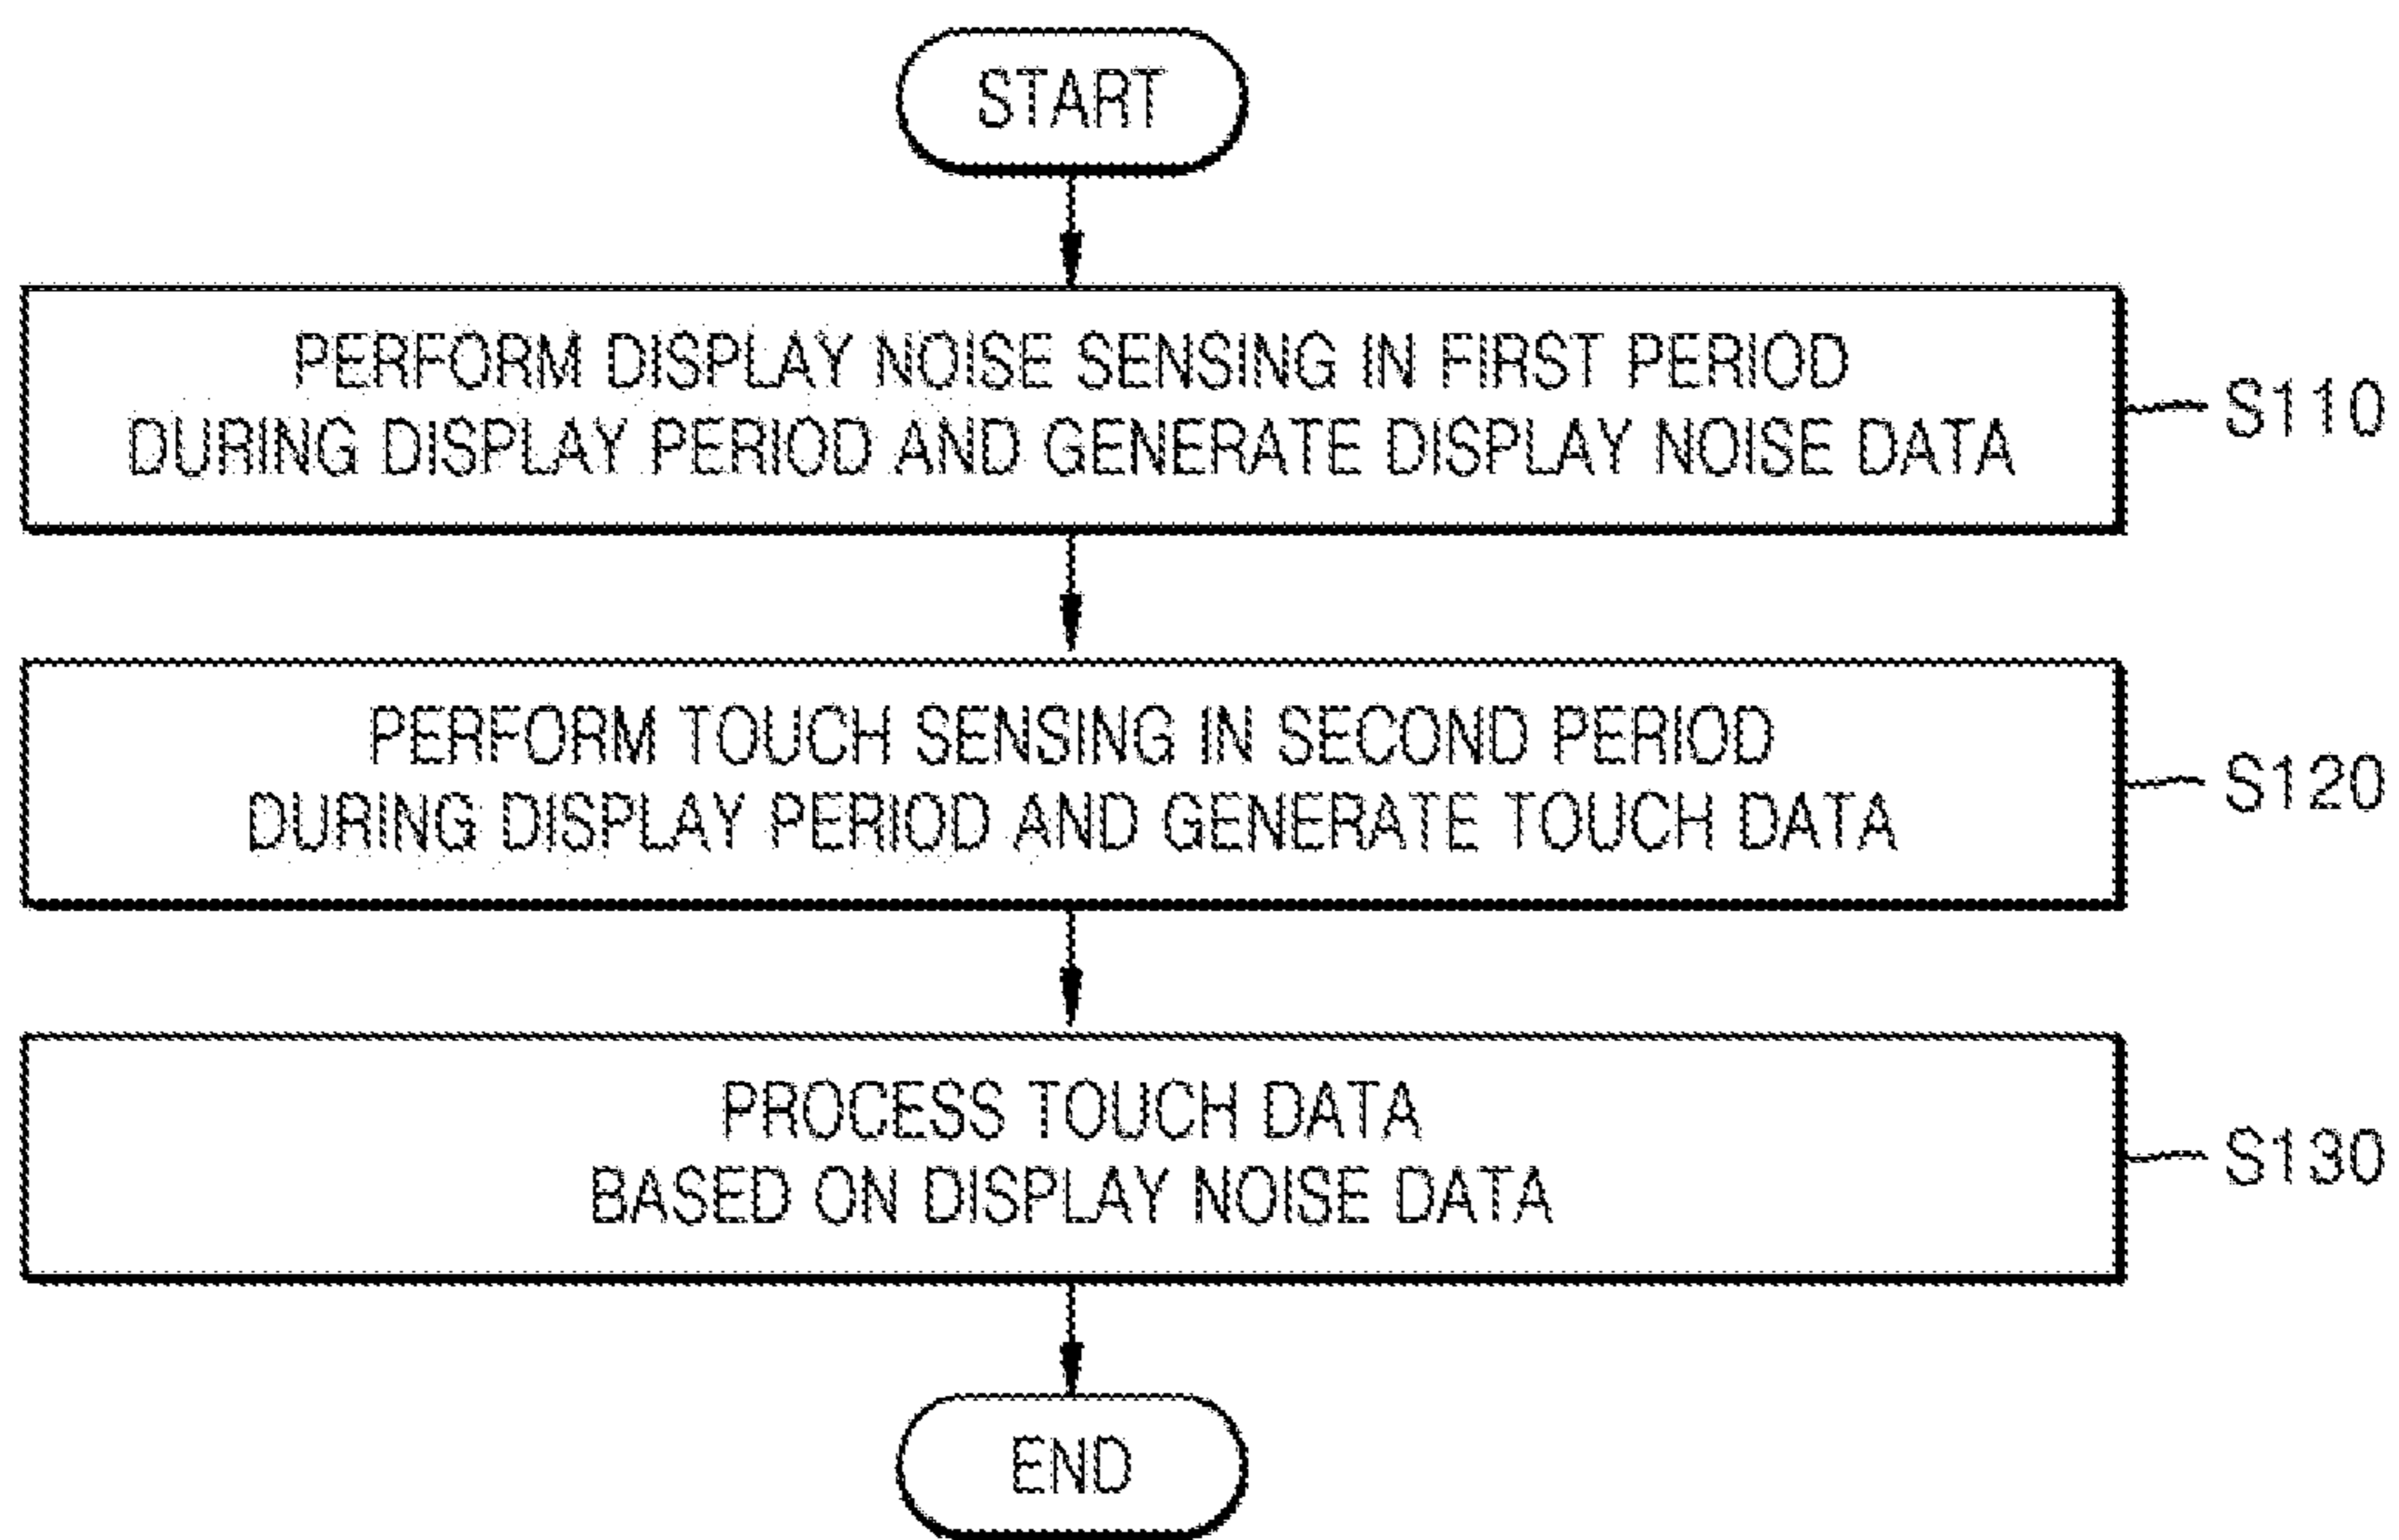 START
PERFORM DISPLAY NOISE SENSING IN FIRST PERIOD
DURING DISPLAY PERIOD AND GENERATE DISPLAY NOISE DATA
S110
PERFORM TOUCH SENSING IN SECOND PERIOD
DURING DISPLAY PERIOD AND GENERATE TOUCH DATA
S120
PROCESS TOUCH DATA
BASED ON DISPLAY NOISE DATA
S130
END